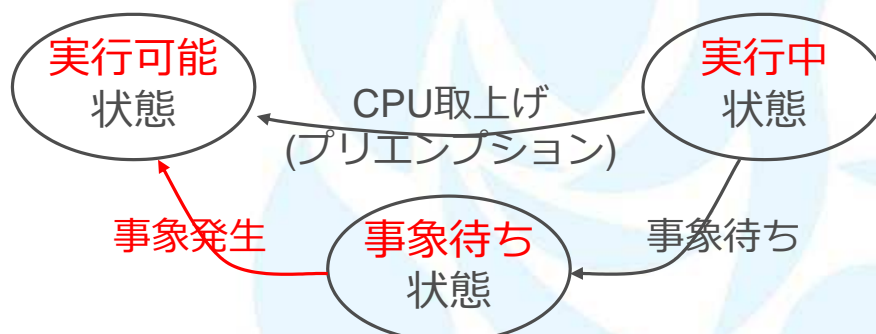 実行可能
状態
実行中
状態
CPU取上げ
(プリエンプション)
事象発生
事象待ち
状態
事象待ち